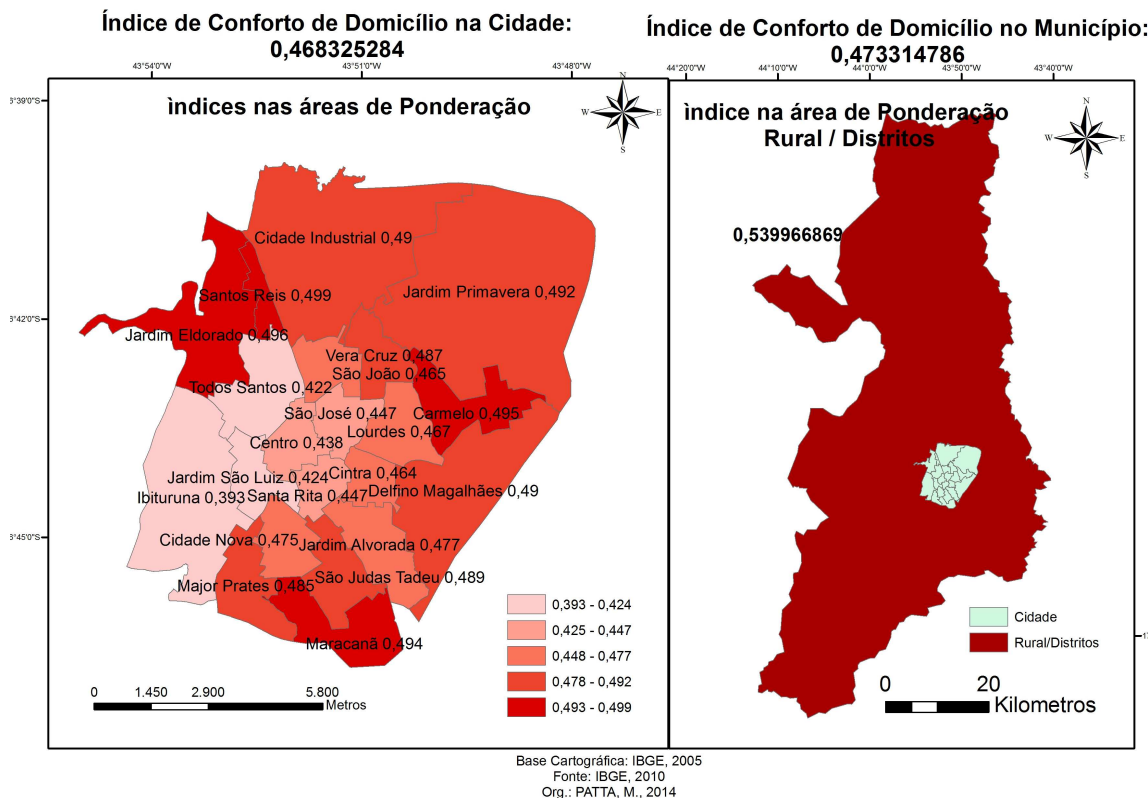 Índice de Conforto de Domicílio na Cidade:
0,468325284
43°54'0"W
43°51'0"W
43°48'0"W
ìndices nas áreas de Ponderação
N
W
E
S
3°39'0"S
3°42'0"S
3°45'0"S
Cidade Industrial 0,49
Jardim Primavera 0,492
Santos Reis 0,499
Jardim Eldorado 0,496
Vera Cruz 0,487
São João 0,465
Todos Santos 0,422
São José 0,447
Carmelo 0,495
Lourdes 0,467
Centro 0,438
Jardim São Luiz 0,424
Cintra 0,464
Ibituruna 0,393
Santa Rita 0,447
Delfino Magalhães 0,49
Cidade Nova 0,475
Jardim Alvorada 0,477
São Judas Tadeu 0,489
Major Prates 0,485
Maracanã 0,494
0,393 - 0,424
0,425 - 0,447
0,448 - 0,477
0,478 - 0,492
0,493 - 0,499
0
1.450
2.900
5.800
Metros
Índice de Conforto de Domicílio no Município:
0,473314786
44°20'0"W
44°10'0"W
44°0'0"W
43°50'0"W
43°40'0"W
ìndice na área de Ponderação
Rural / Distritos
N
W
E
S
0,539966869
Cidade
Rural/Distritos
0
20
Kilometros
Base Cartográfica: IBGE, 2005
Fonte: IBGE, 2010
Org.: PATTA, M., 2014